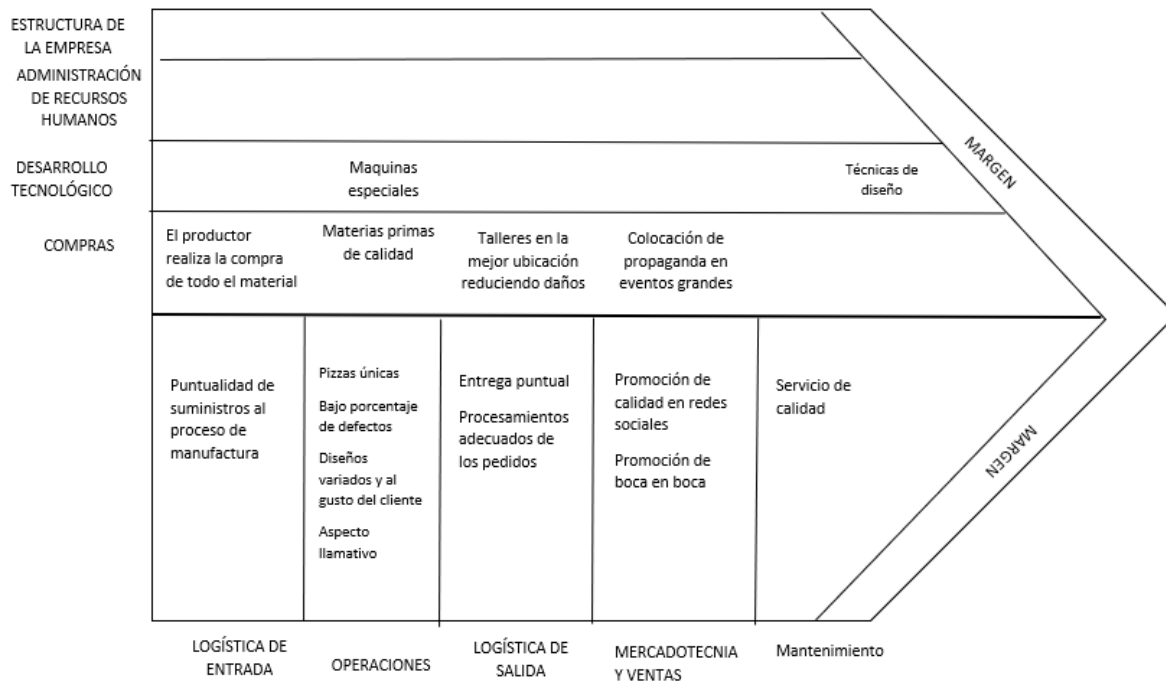 ESTRUCTURA DE
LA EMPRESA
ADMINISTRACIÓN
DE RECURSOS
HUMANOS
MARGEN
DESARROLLO
TECNOLÓGICO
Maquinas
especiales
Técnicas de
diseño
COMPRAS
El productor
realiza la compra
de todo el material
Materias primas
de calidad
Talleres en la
mejor ubicación
reduciendo daños
Colocación de
propaganda en
eventos grandes
Puntualidad de
suministros al
proceso de
manufactura
Pizzas únicas
Bajo porcentaje
de defectos
Diseños
variados y al
gusto del cliente
Aspecto
llamativo
Entrega puntual
Procesamientos
adecuados de
los pedidos
Promoción de
calidad en redes
sociales
Promoción de
boca en boca
Servicio de
calidad
MARGEN
LOGÍSTICA DE
ENTRADA
OPERACIONES
LOGÍSTICA DE
SALIDA
MERCADOTECNIA
Y VENTAS
Mantenimiento